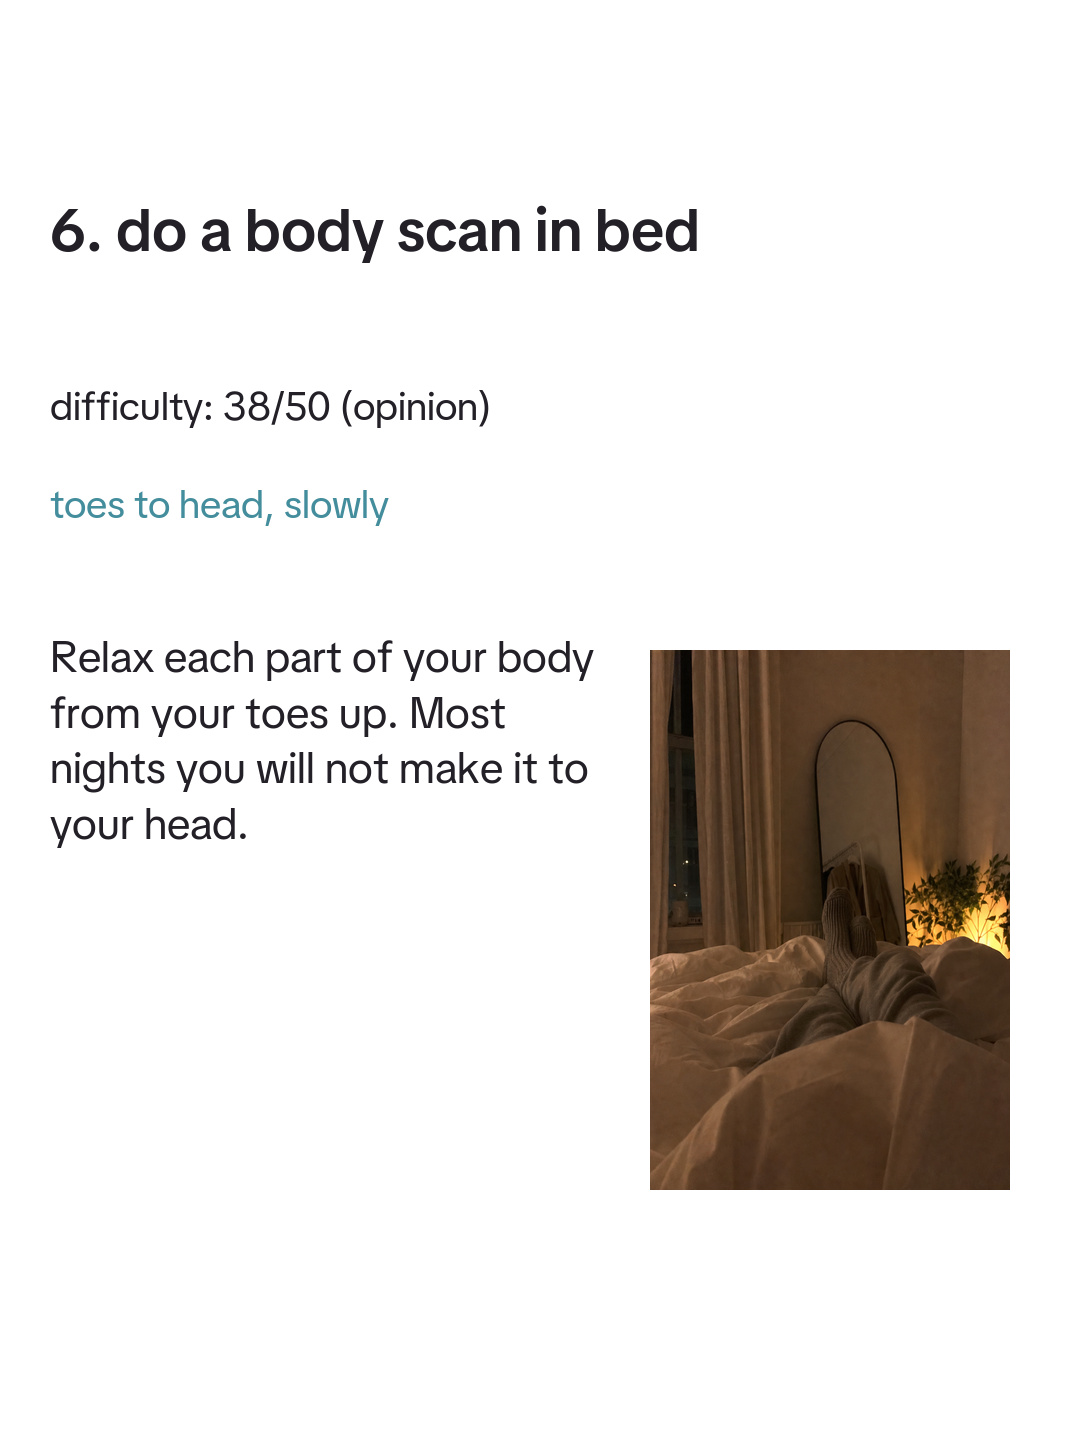 6. do a body scan in bed
difficulty: 38/50 (opinion)
toes to head, slowly
Relax each part of your body
from your toes up. Most
nights you will not make it to
your head.